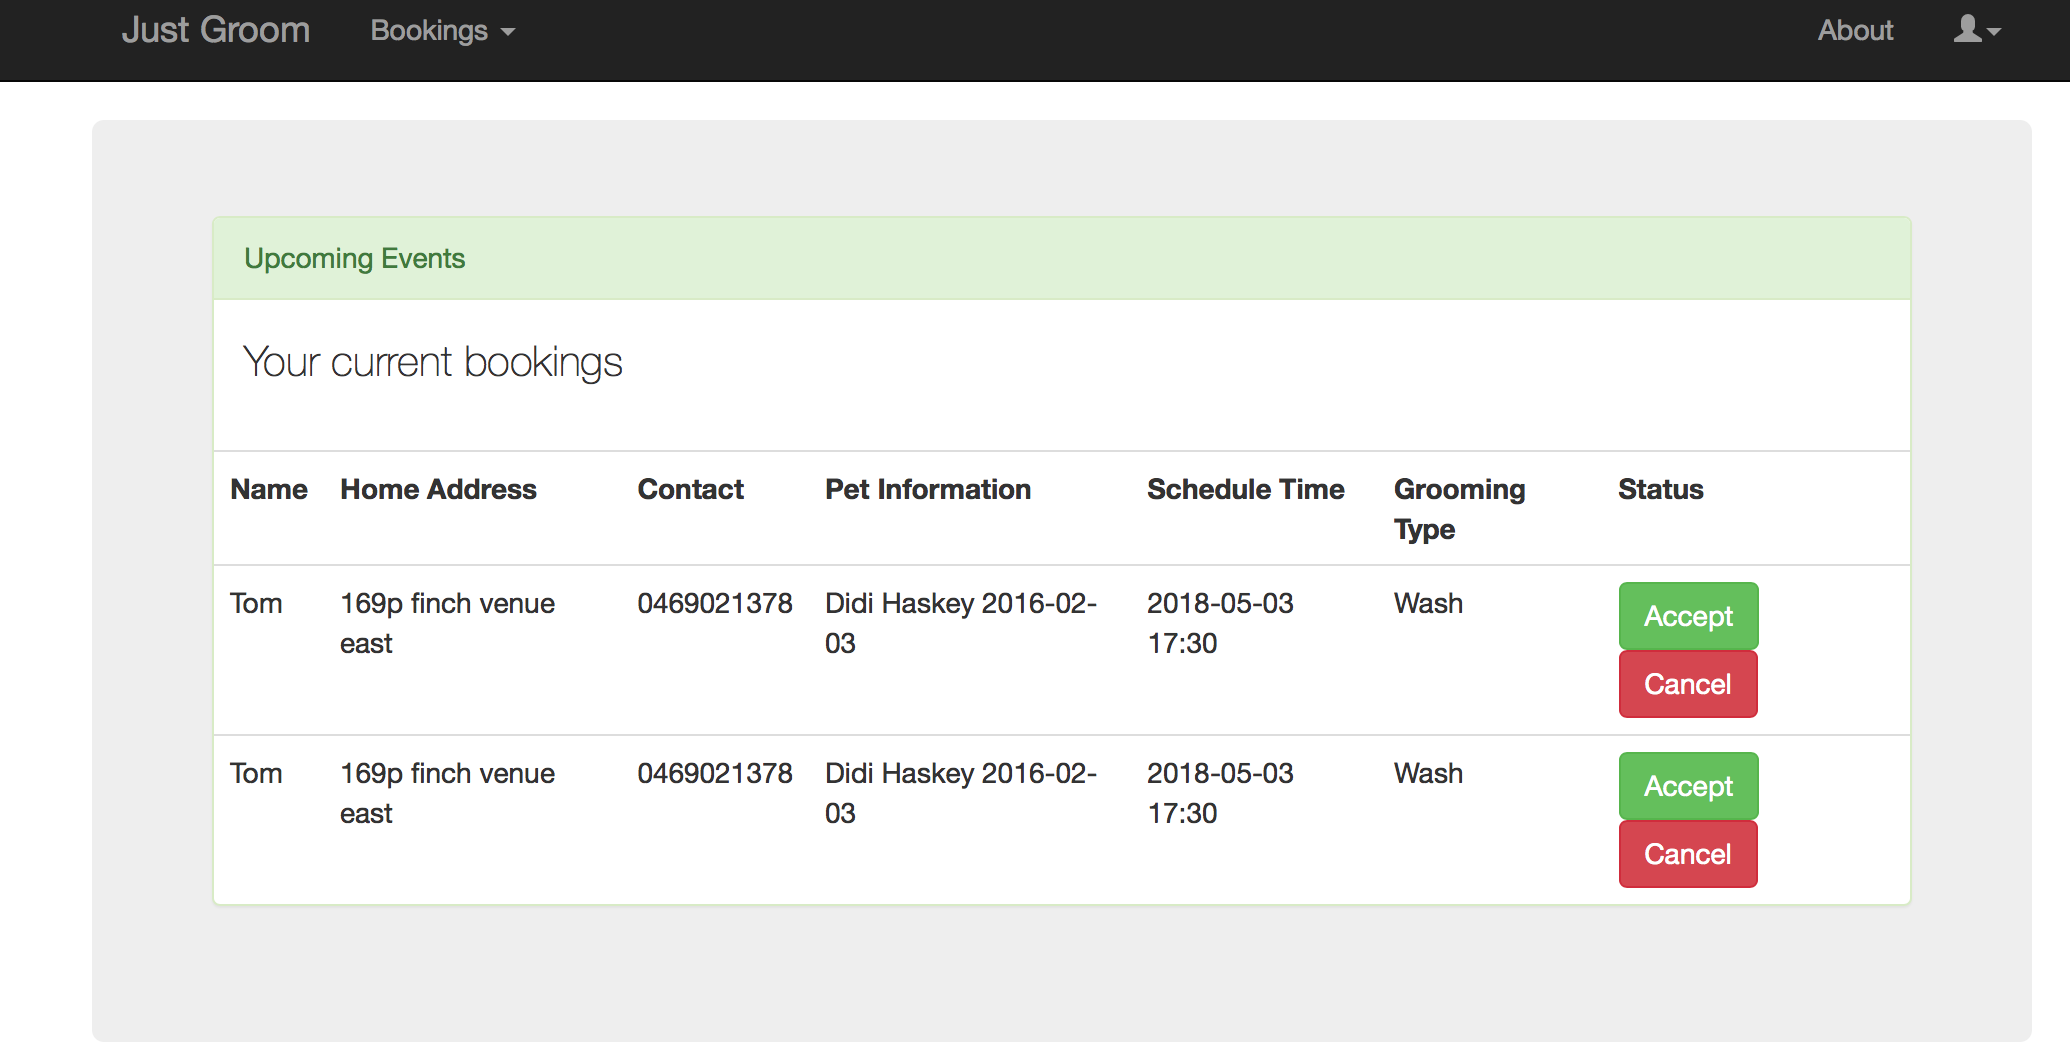 Just Groom Bookings About
Upcoming Events
Your current bookings
Name Home Address Contact Pet Information Schedule Time Grooming Status
Type
Tom 169p finch venue 0469021378 Didi Haskey 2016-02- 2018-05-03 Wash Accept
east 03 17:30
Cancel
Tom 169p finch venue 0469021378 Didi Haskey 2016-02- 2018-05-03 Wash Accept
east 03 17:30
Cancel